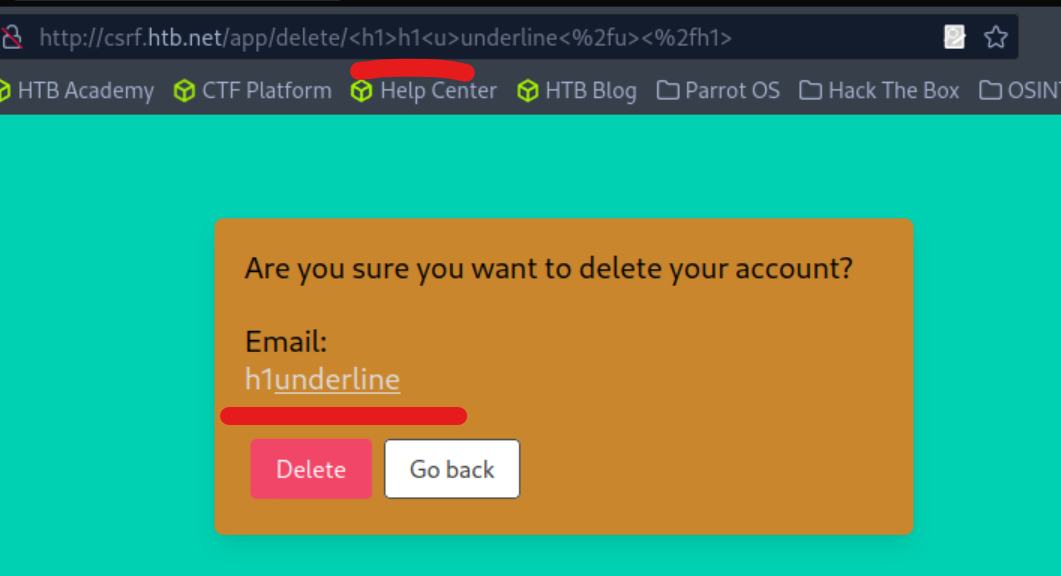 http://csrf.htb.net/app/delete/<h1>h1<u>underline<%2fu><%2fh1>
HTB Academy CTF Platform Help Center HTB Blog Parrot OS Hack The Box OSINT
Are you sure you want to delete your account?
Email:
h1underline
Delete Go back